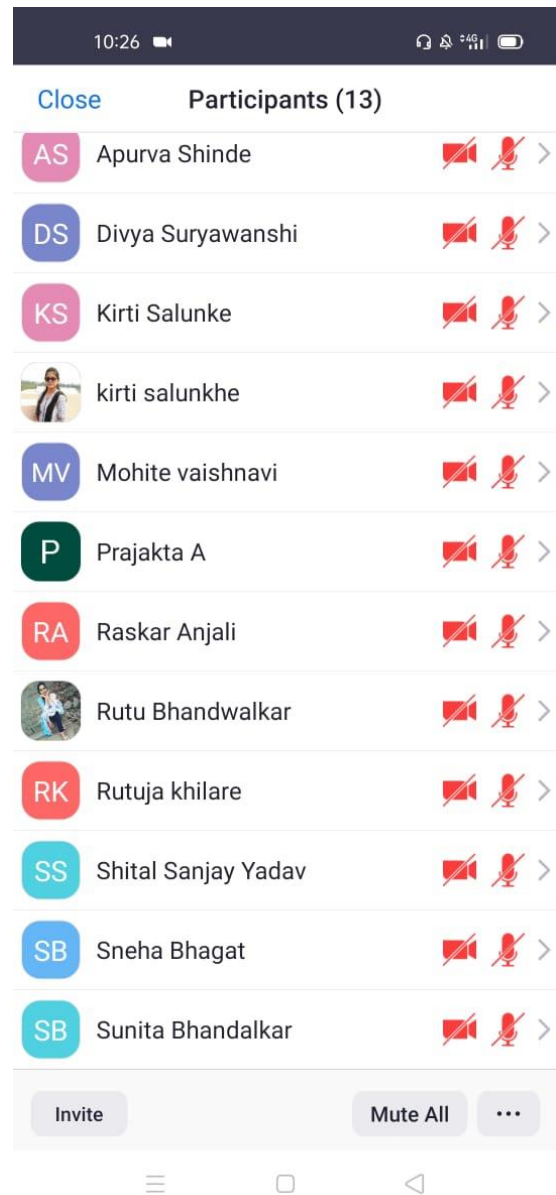 10:26 4G
Close Participants (13)
AS Apurva Shinde
DS Divya Suryawanshi
KS Kirti Salunke
kirti salunkhe
MV Mohite vaishnavi
P Prajakta A
RA Raskar Anjali
Rutu Bhandwalkar
RK Rutuja khilare
SS Shital Sanjay Yadav
SB Sneha Bhagat
SB Sunita Bhandalkar
Invite Mute All ...